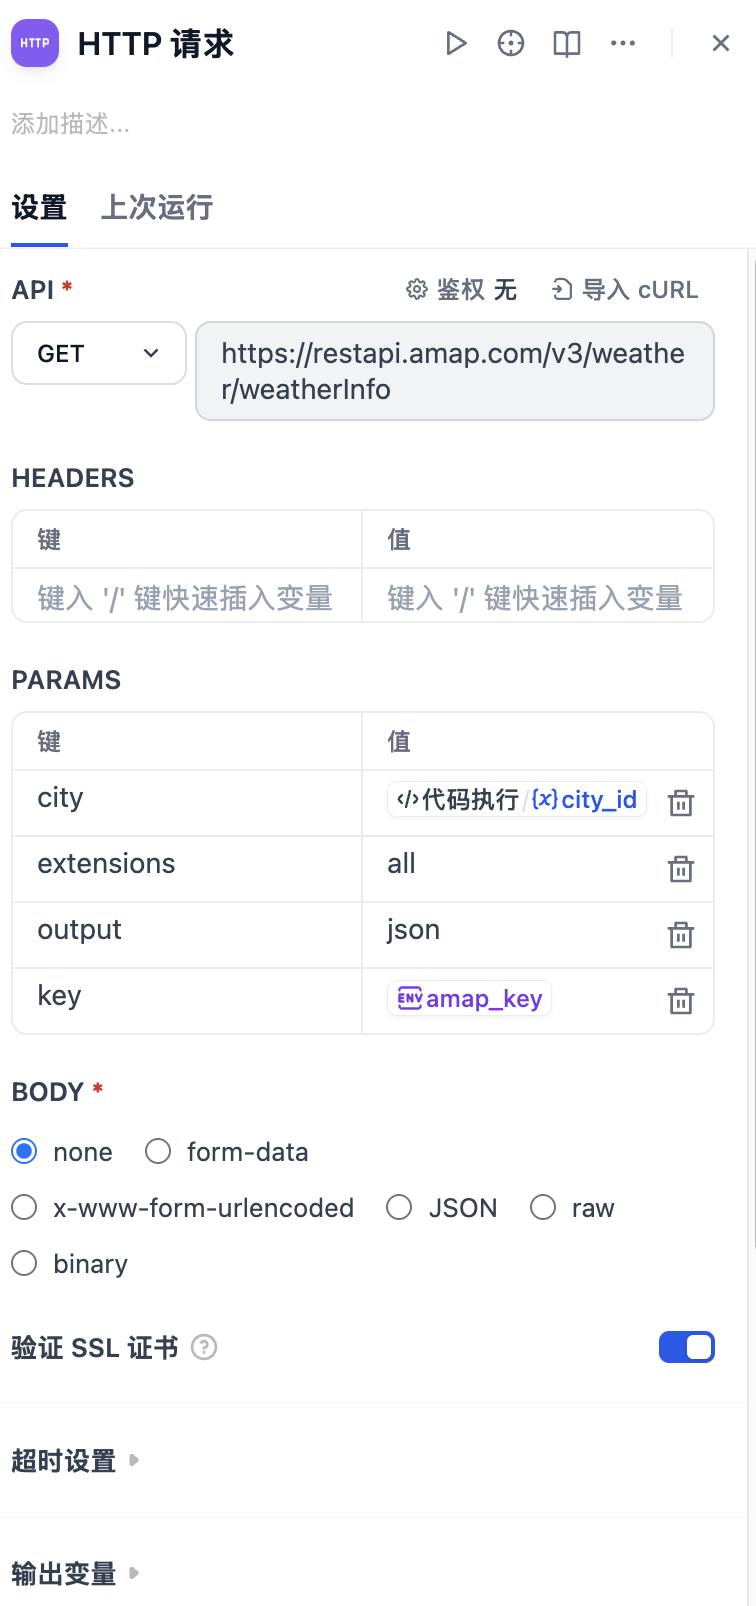 HTTP
HTTP 请求
添加描述...
设置 上次运行
API * 鉴权 无 导入 cURL
GET
https://restapi.amap.com/v3/weathe
r/weatherInfo
HEADERS
键 值
键入 '/' 键快速插入变量 键入 '/' 键快速插入变量
PARAMS
键 值
city </>代码执行/{x}city_id
extensions all
output json
key ENV amap_key
BODY *
none form-data
x-www-form-urlencoded JSON raw
binary
验证 SSL 证书 ?
超时设置
输出变量